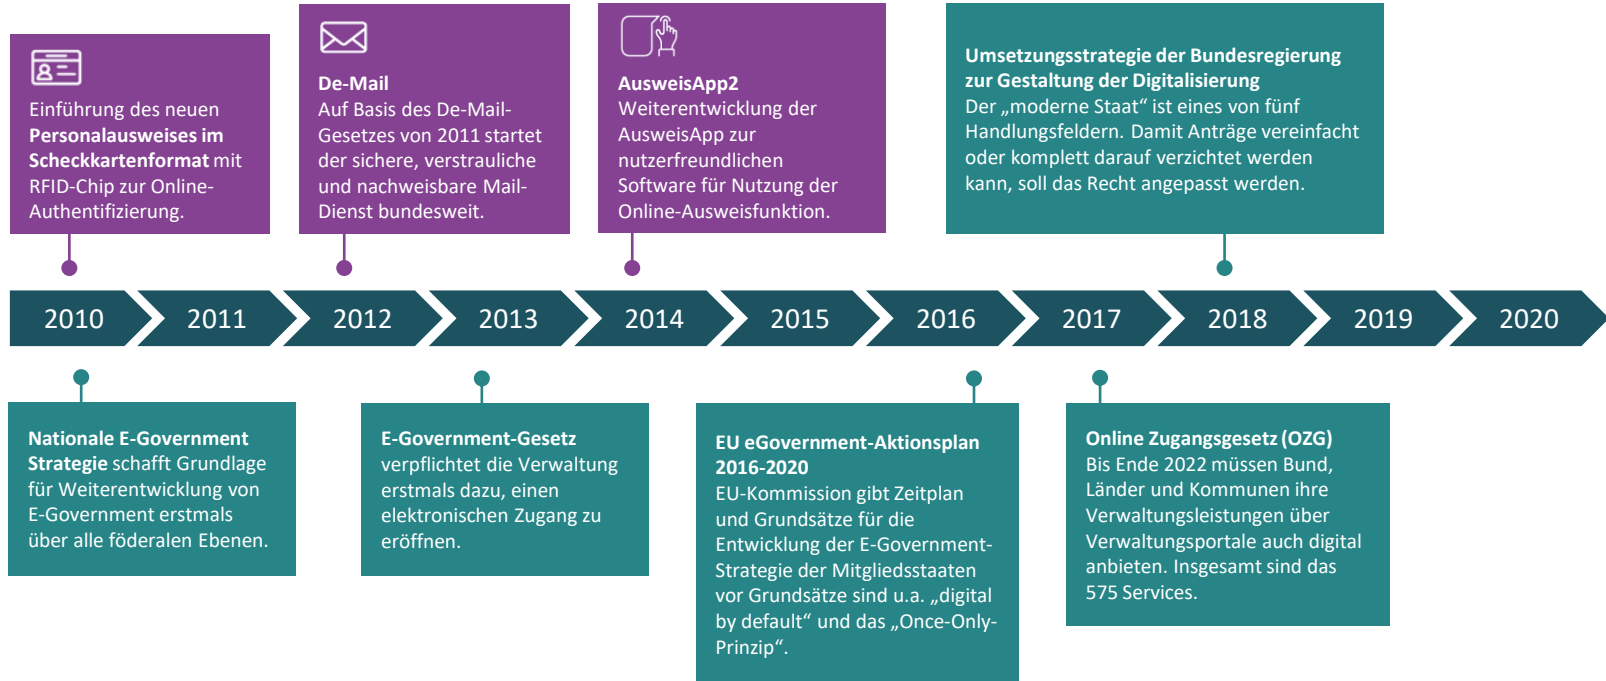 Einführung des neuen
Personalausweises im
Scheckkartenformat mit
RFID-Chip zur Online-
Authentifizierung.
De-Mail
Auf Basis des De-Mail-
Gesetzes von 2011 startet
der sichere, verstrauliche
und nachweisbare Mail-
Dienst bundesweit.
AusweisApp2
Weiterentwicklung der
AusweisApp zur
nutzerfreundlichen
Software für Nutzung der
Online-Ausweisfunktion.
Umsetzungsstrategie der Bundesregierung
zur Gestaltung der Digitalisierung
Der „moderne Staat“ ist eines von fünf
Handlungsfeldern. Damit Anträge vereinfacht
oder komplett darauf verzichtet werden
kann, soll das Recht angepasst werden.
2010
2011
2012
2013
2014
2015
2016
2017
2018
2019
2020
Nationale E-Government
Strategie schafft Grundlage
für Weiterentwicklung von
E-Government erstmals
über alle föderalen Ebenen.
E-Government-Gesetz
verpflichtet die Verwaltung
erstmals dazu, einen
elektronischen Zugang zu
eröffnen.
EU eGovernment-Aktionsplan
2016-2020
EU-Kommission gibt Zeitplan
und Grundsätze für die
Entwicklung der E-Government-
Strategie der Mitgliedsstaaten
vor Grundsätze sind u.a. „digital
by default“ und das „Once-Only-
Prinzip“.
Online Zugangsgesetz (OZG)
Bis Ende 2022 müssen Bund,
Länder und Kommunen ihre
Verwaltungsleistungen über
Verwaltungsportale auch digital
anbieten. Insgesamt sind das
575 Services.